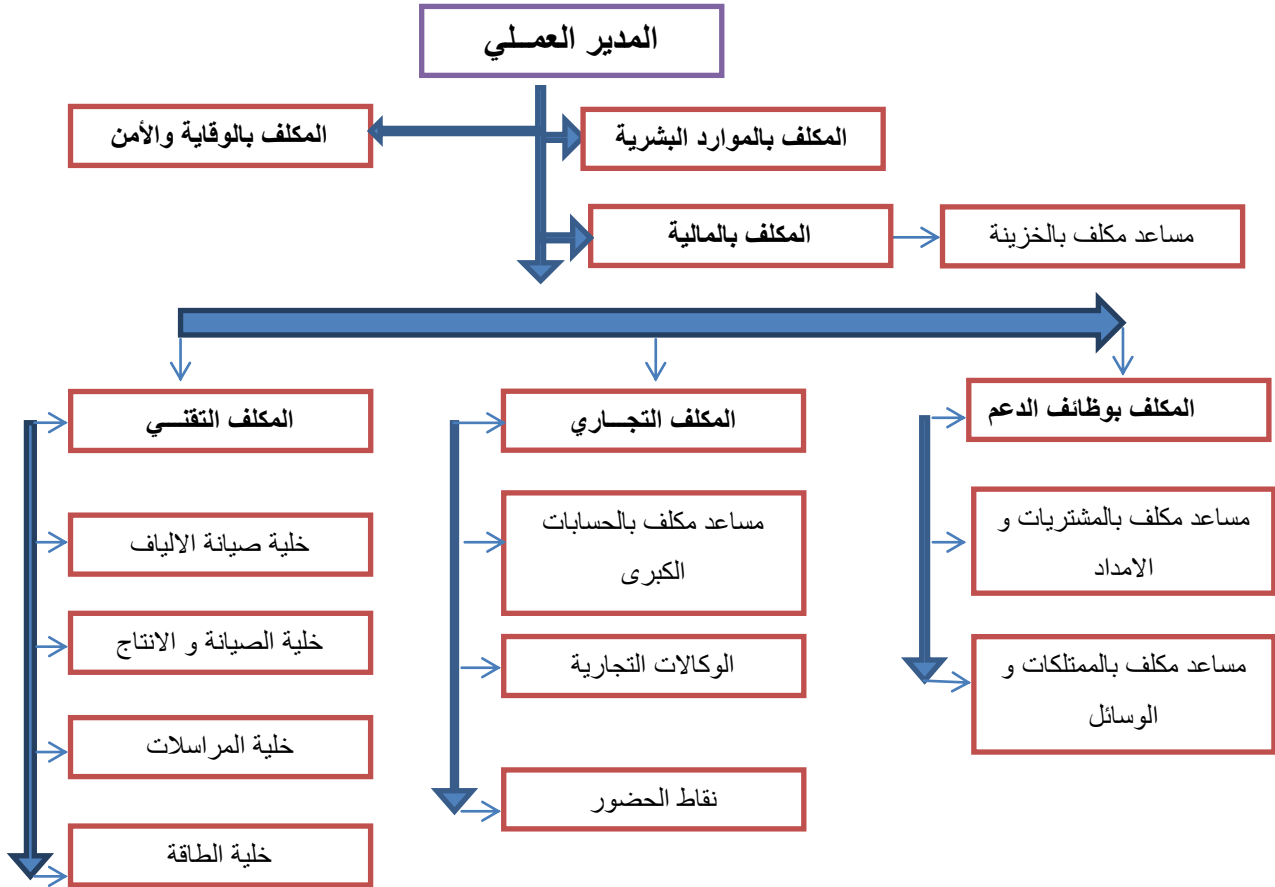 المدير العمــلي
المكلف بالموارد البشرية
المكلف بالوقاية والأمن
المكلف بالمالية
مساعد مكلف بالخزينة
المكلف بوظائف الدعم
مساعد مكلف بالمشتريات و
الامداد
مساعد مكلف بالممتلكات و
الوسائل
المكلف التجـــاري
مساعد مكلف بالحسابات
الكبرى
الوكالات التجارية
نقاط الحضور
المكلف التقنـــي
خلية صيانة الالياف
خلية الصيانة و الانتاج
خلية المراسلات
خلية الطاقة